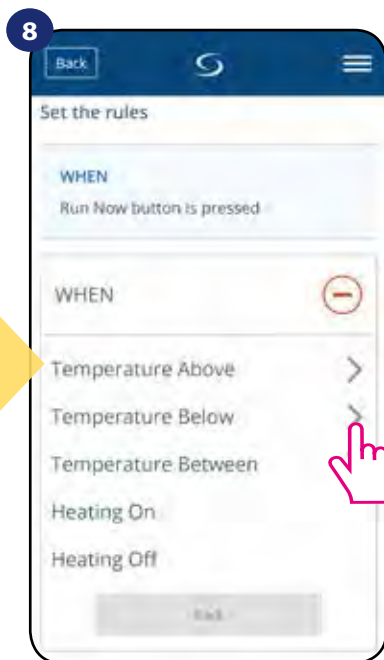 8
Back
Set the rules
WHEN
Run Now button is pressed
WHEN
Temperature Above
Temperature Below
Temperature Between
Heating On
Heating Off